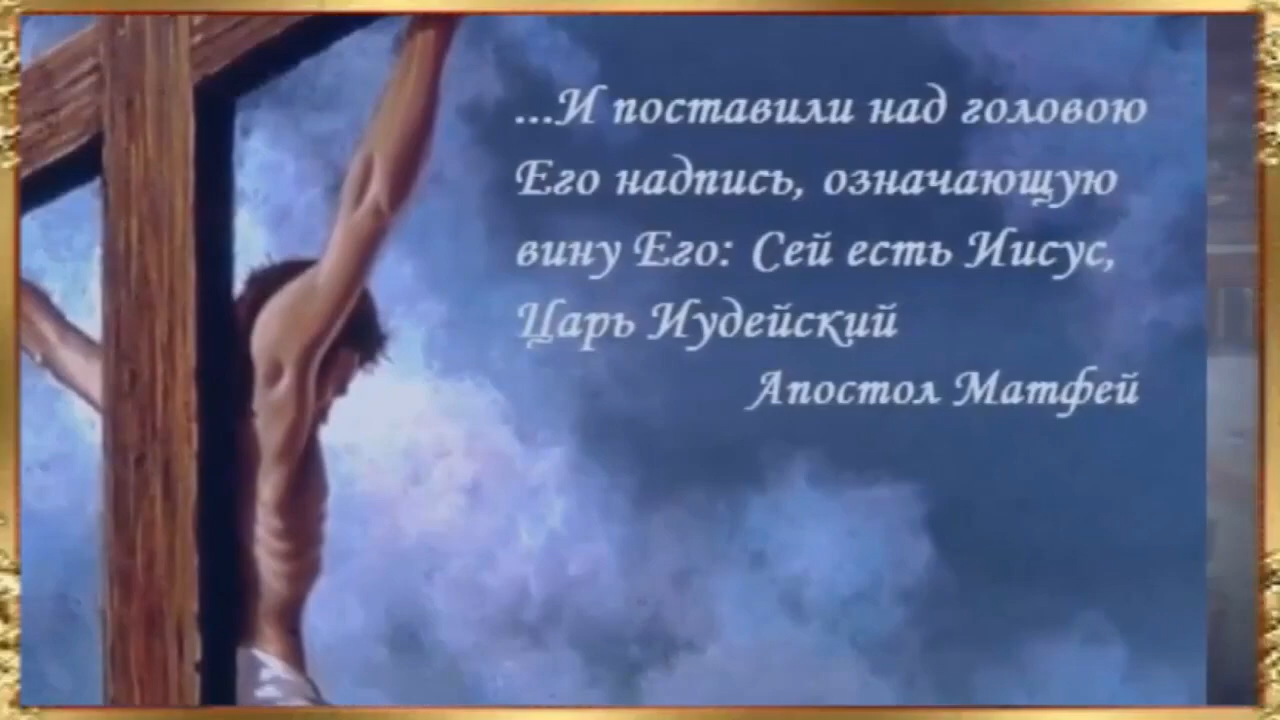 ...И поставили над головою
Его надпись, означающую
вину Его: Сей есть Иисус,
Царь Иудейский
Апостол Матфей